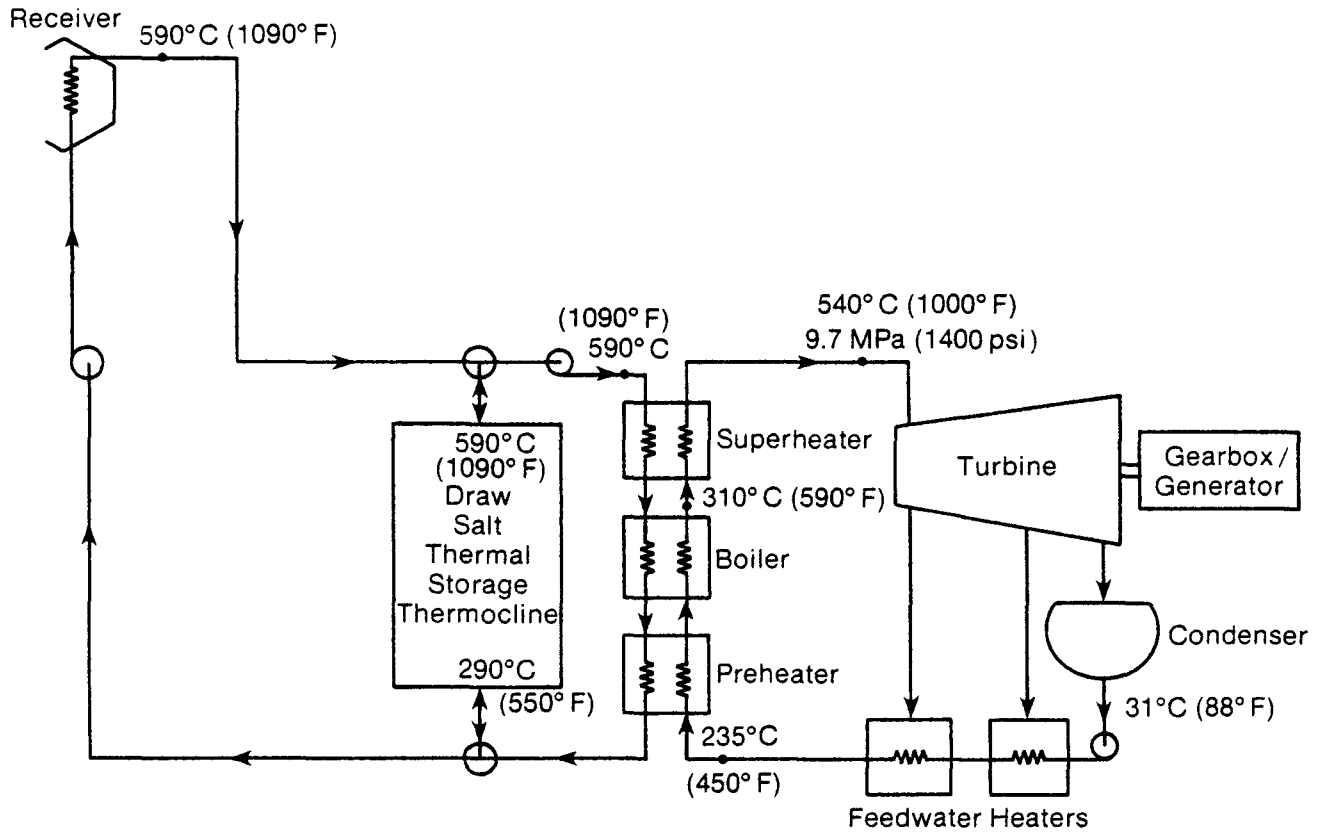 Receiver
590°C (1090°F)
(1090°F)
590°C
540°C (1000°F)
9.7 MPa (1400 psi)
590°C
(1090°F)
Draw
Salt
Thermal
Storage
Thermocline
290°C
(550°F)
Superheater
310°C (590°F)
Boiler
Preheater
235°C
(450°F)
Turbine
Gearbox/
Generator
Condenser
31°C (88°F)
Feedwater Heaters